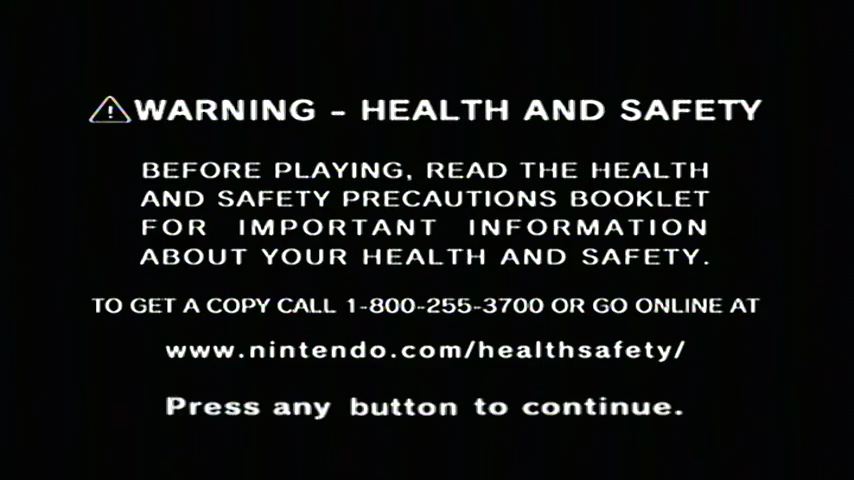 ⚠WARNING - HEALTH AND SAFETY
BEFORE PLAYING, READ THE HEALTH
AND SAFETY PRECAUTIONS BOOKLET
FOR IMPORTANT INFORMATION
ABOUT YOUR HEALTH AND SAFETY.
TO GET A COPY CALL 1-800-255-3700 OR GO ONLINE AT
www.nintendo.com/healthsafety/
Press any button to continue.